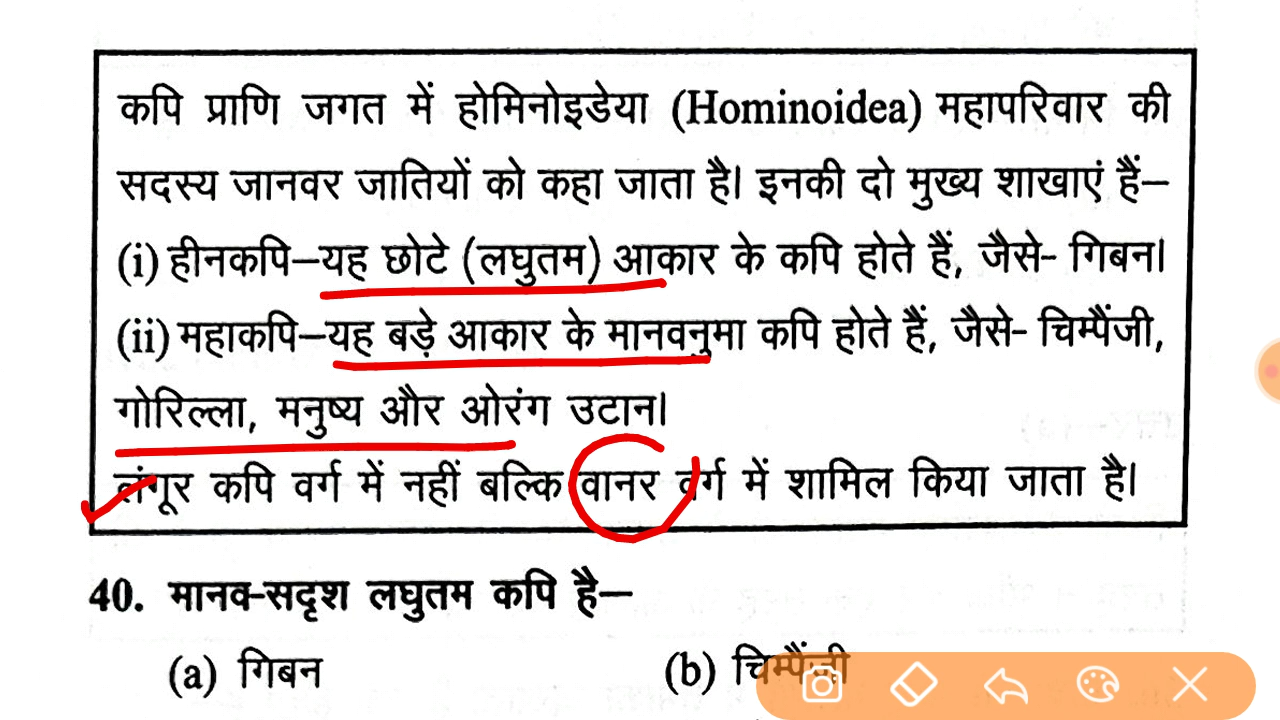 कपि प्राणि जगत में होमिनोइडेया (Hominoidea) महापरिवार की
सदस्य जानवर जातियों को कहा जाता है। इनकी दो मुख्य शाखाएं हैं–
(i) हीनकपि–यह छोटे (लघुतम) आकार के कपि होते हैं, जैसे- गिबन।
(ii) महाकपि–यह बड़े आकार के मानवनुमा कपि होते हैं, जैसे- चिम्पैंजी,
गोरिल्ला, मनुष्य और ओरंग उटान।
लंगूर कपि वर्ग में नहीं बल्कि वानर वर्ग में शामिल किया जाता है।
40. मानव-सदृश लघुतम कपि है–
(a) गिबन (b) चिम्पैंजी